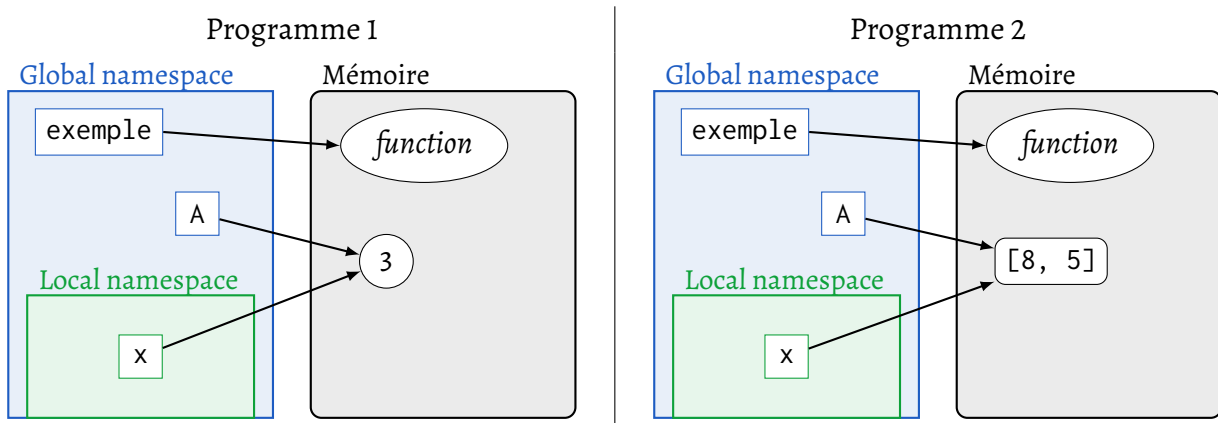 Programme 1
Global namespace
Mémoire
exemple
function
A
3
Local namespace
x
Programme 2
Global namespace
Mémoire
exemple
function
A
[8, 5]
Local namespace
x